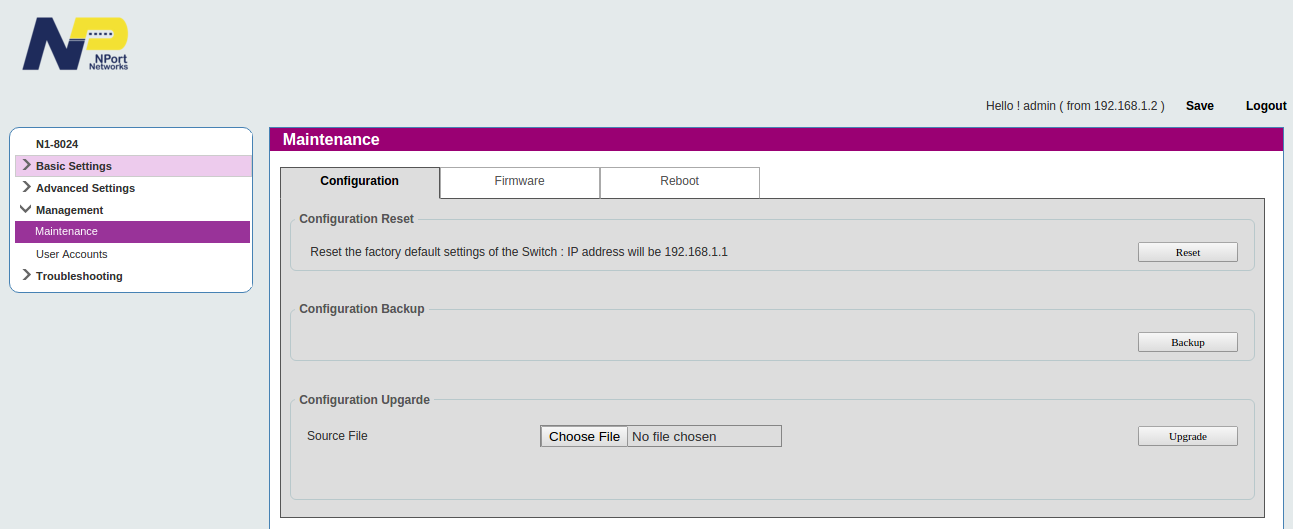 NPort
Networks
Hello ! admin ( from 192.168.1.2 ) Save Logout
N1-8024
Basic Settings
Advanced Settings
Management
Maintenance
User Accounts
Troubleshooting
Maintenance
Configuration Firmware Reboot
Configuration Reset
Reset the factory default settings of the Switch : IP address will be 192.168.1.1 Reset
Configuration Backup
Backup
Configuration Upgarde
Source File Choose File No file chosen Upgrade